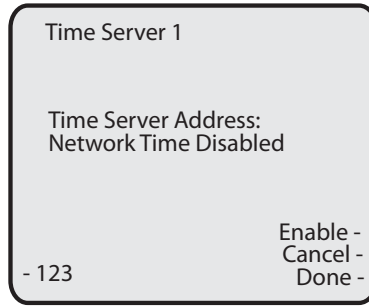 Time Server 1
Time Server Address:
Network Time Disabled
Enable -
Cancel -
- 123
Done -